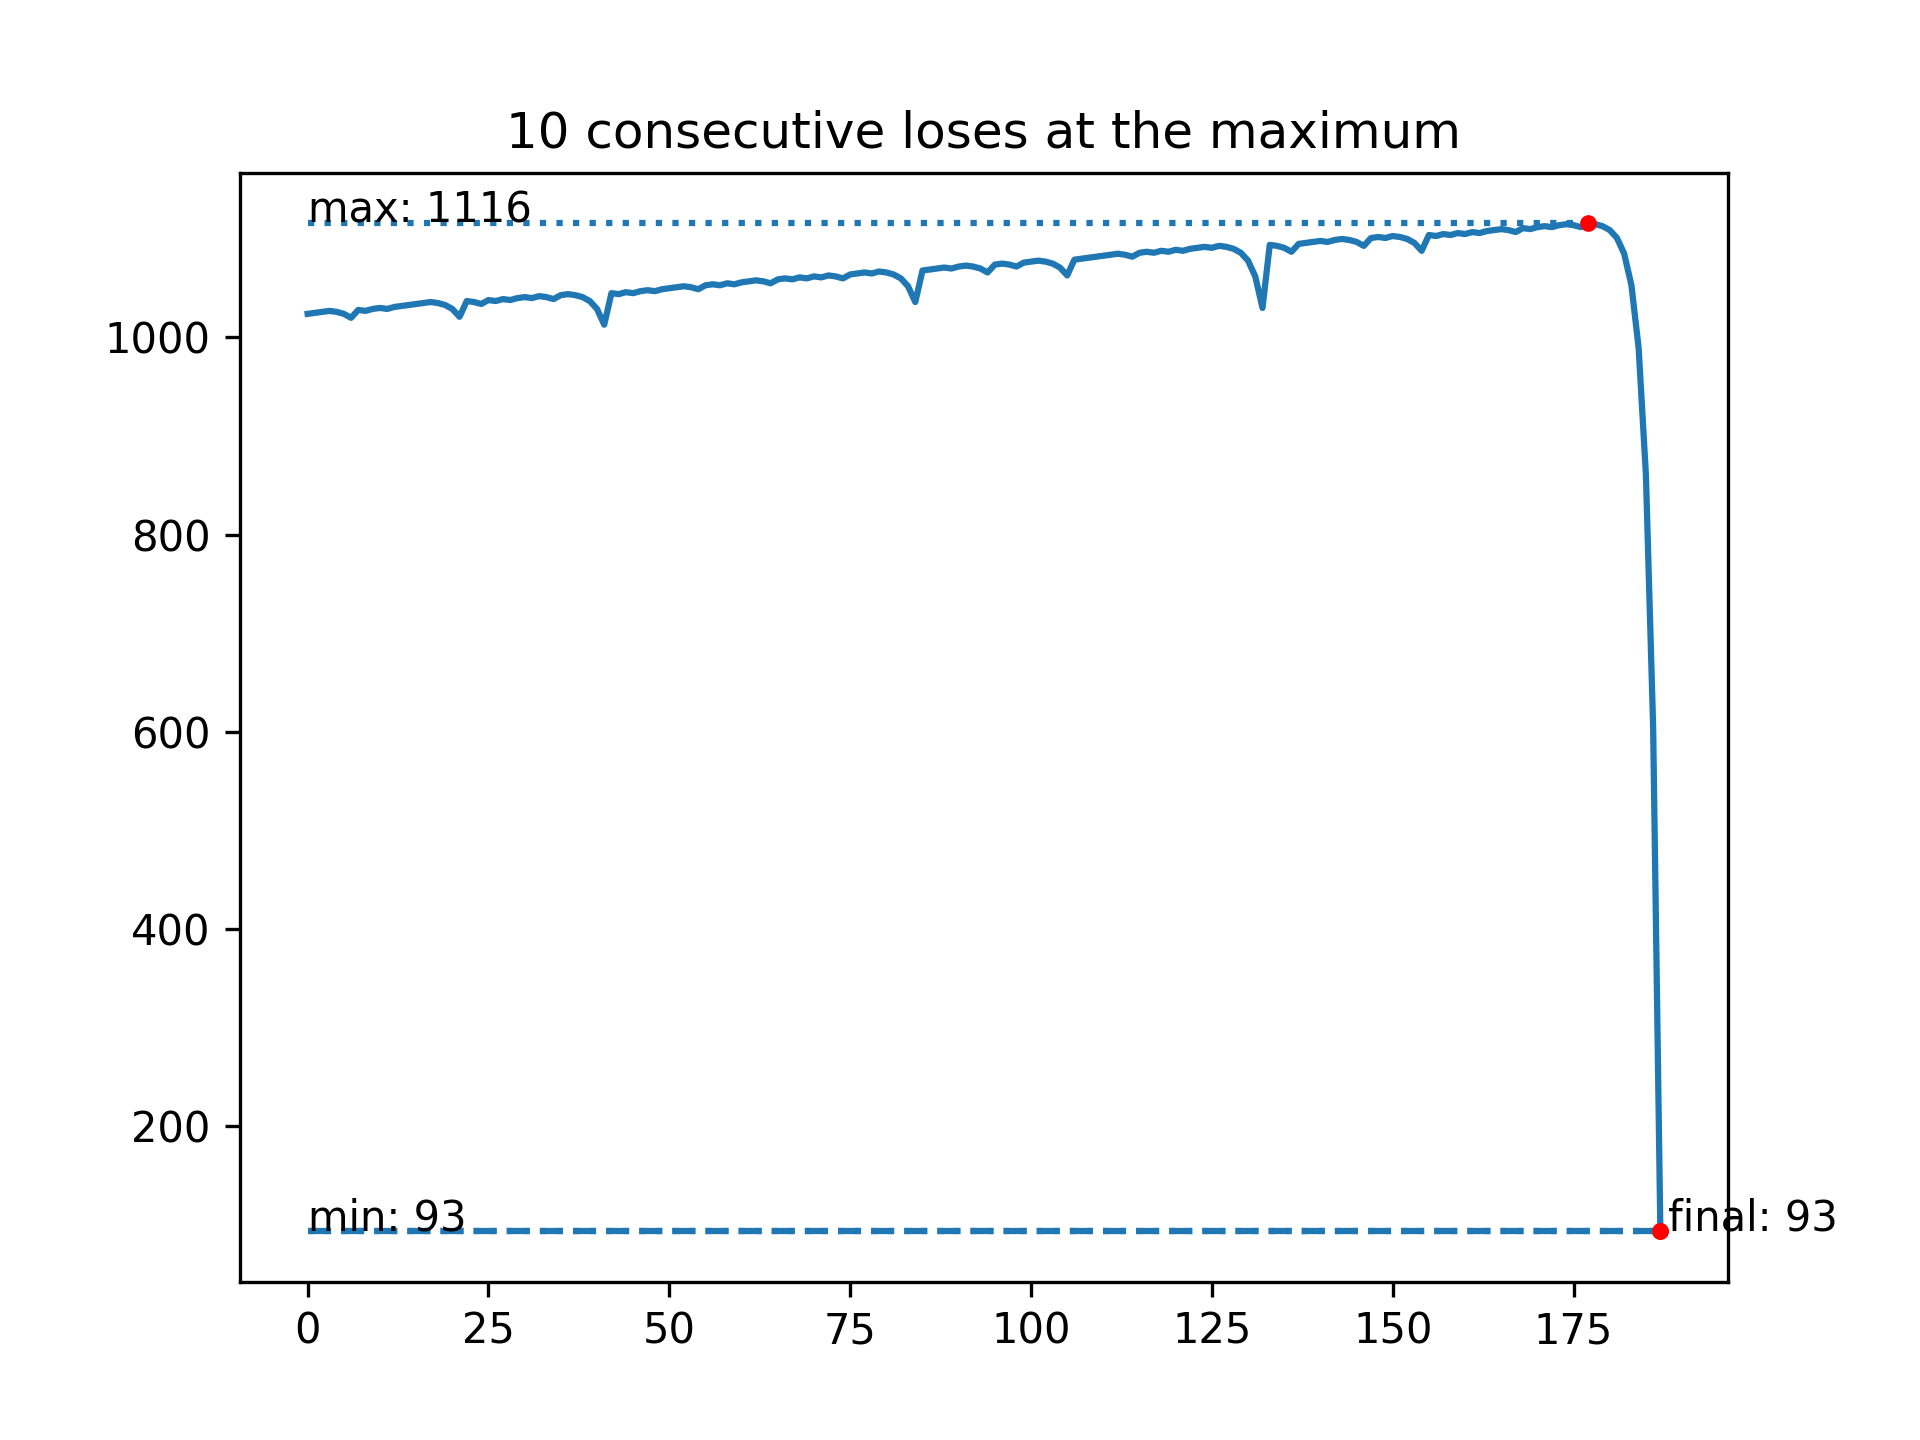 10 consecutive loses at the maximum
max: 1116
1000
800
600
400
200
min: 93
final: 93
0 25 50 75 100 125 150 175